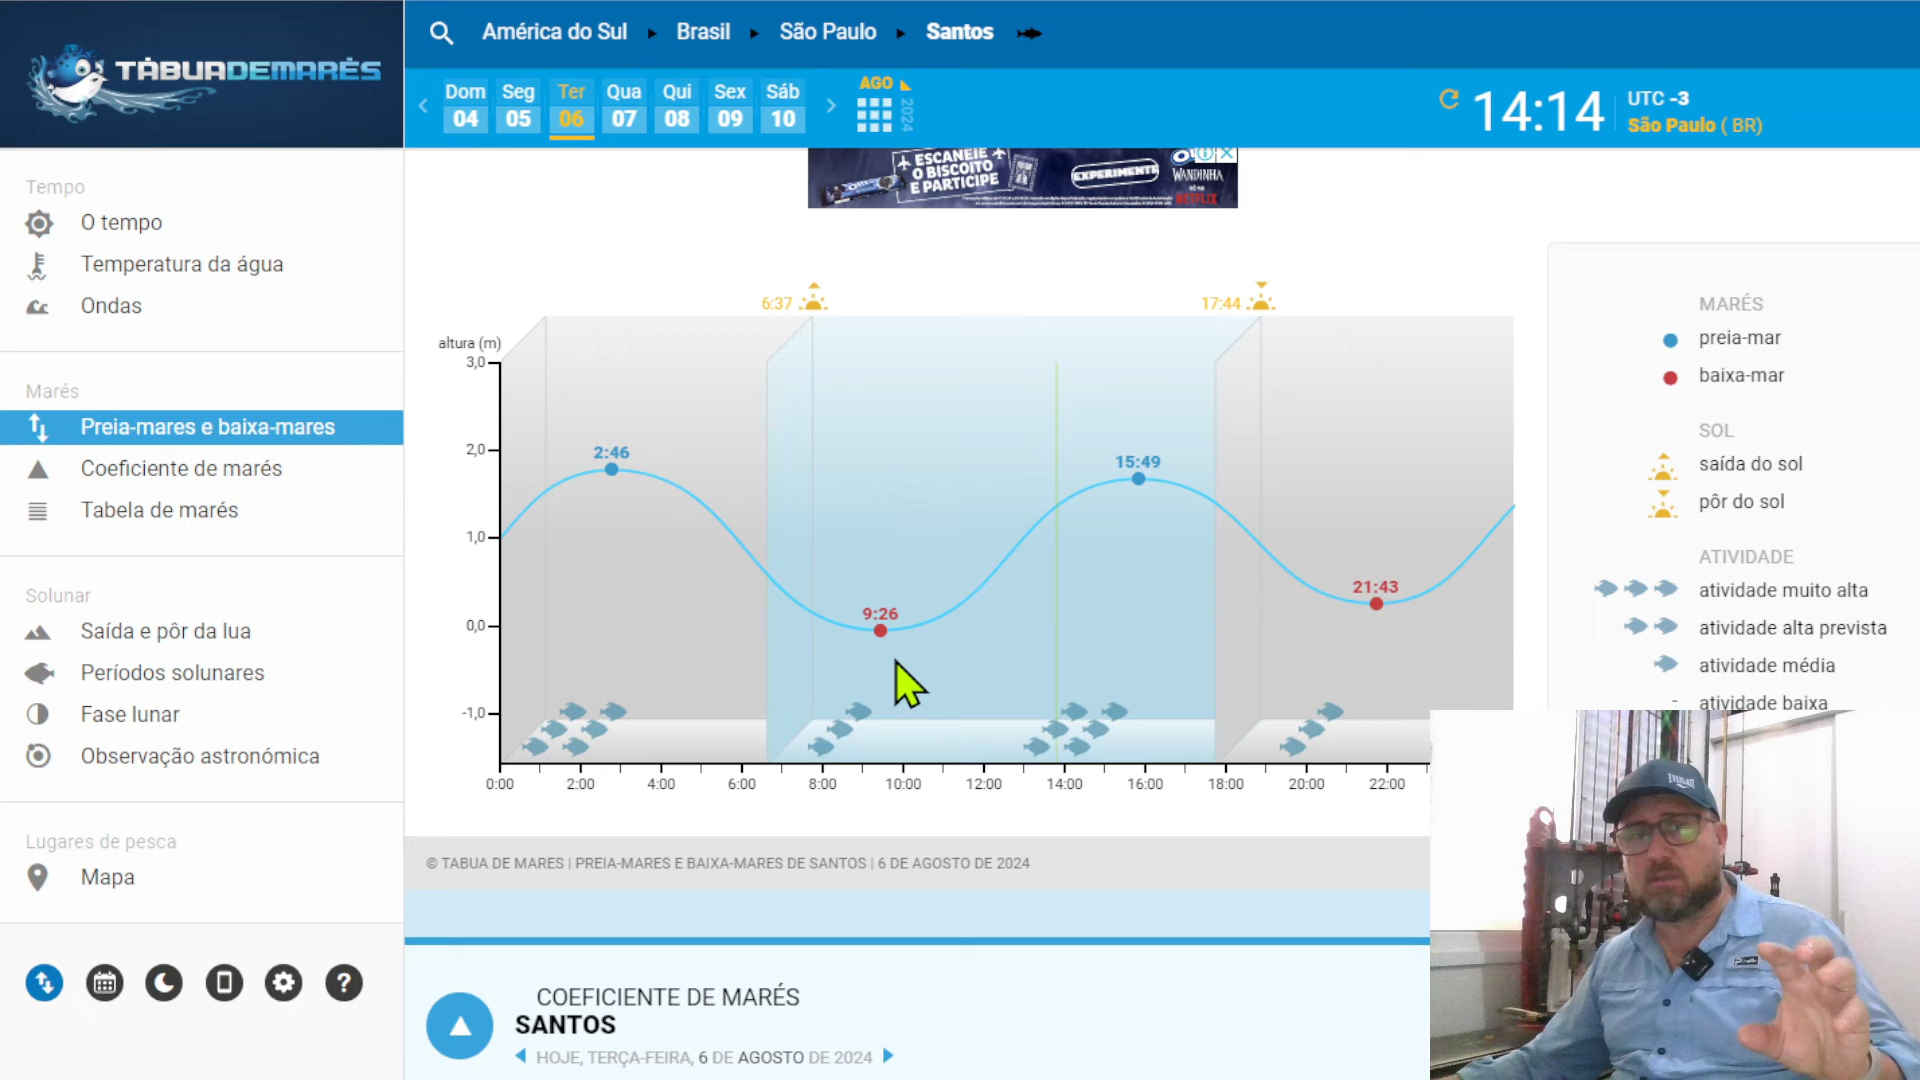 TÁBUADEMARÉS
América do Sul Brasil São Paulo Santos
Dom Seg Ter Qua Qui Sex Sáb
04 05 06 07 08 09 10
AGO
2024
14:14
UTC -3
São Paulo ( BR)
ESCANEIE
O BISCOITO
E PARTICIPE
EXPERIMENTE
WANDINHA
NETFLIX
Tempo
O tempo
Temperatura da água
Ondas
Marés
Preia-mares e baixa-mares
Coeficiente de marés
Tabela de marés
Solunar
Saída e pôr da lua
Períodos solunares
Fase lunar
Observação astronómica
Lugares de pesca
Mapa
?
6:37
17:44
altura (m)
3,0
2,0
1,0
0,0
-1,0
2:46
9:26
15:49
21:43
0:00 2:00 4:00 6:00 8:00 10:00 12:00 14:00 16:00 18:00 20:00 22:00
MARÉS
preia-mar
baixa-mar
SOL
saída do sol
pôr do sol
ATIVIDADE
atividade muito alta
atividade alta prevista
atividade média
- atividade baixa
© TABUA DE MARES | PREIA-MARES E BAIXA-MARES DE SANTOS | 6 DE AGOSTO DE 2024
COEFICIENTE DE MARÉS
SANTOS
HOJE, TERÇA-FEIRA, 6 DE AGOSTO DE 2024
EVERLAST